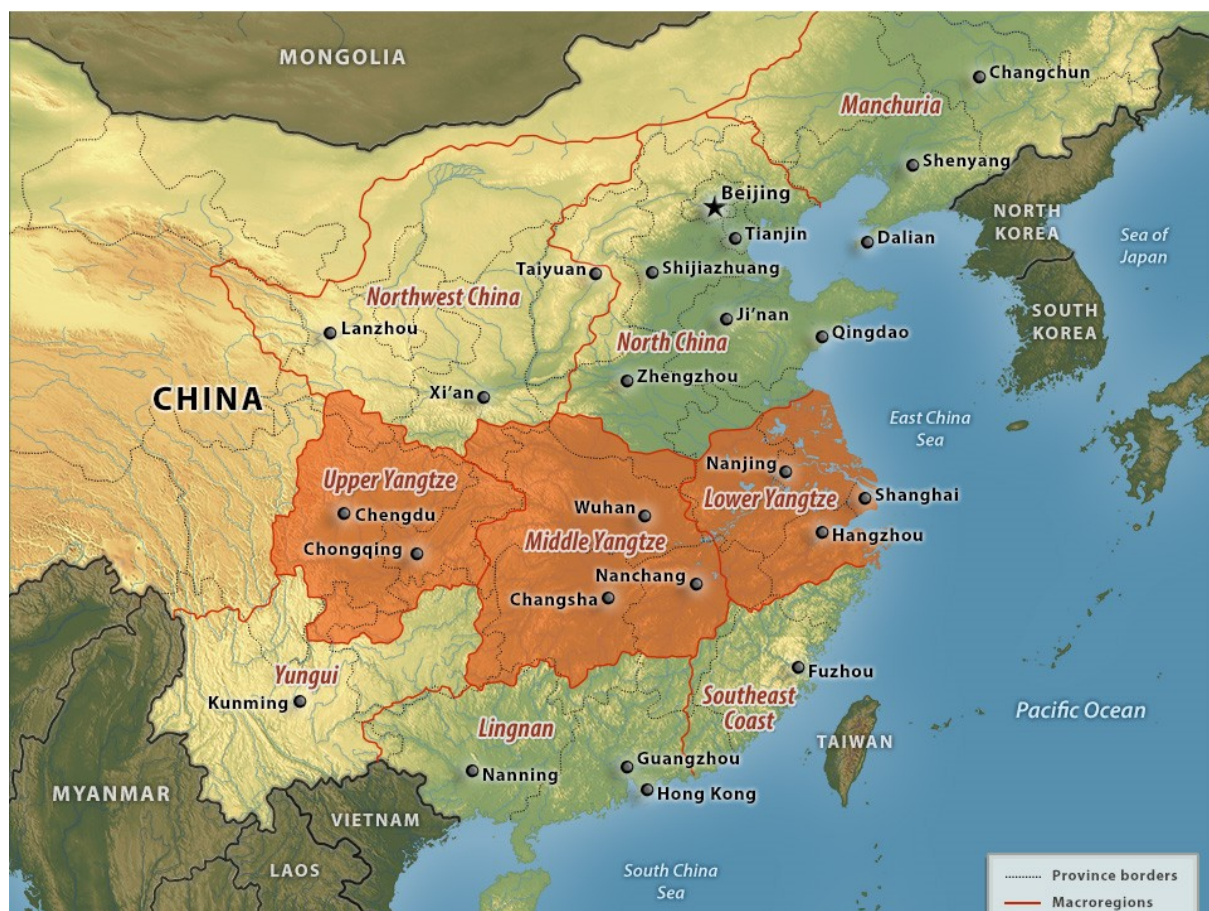 MONGOLIA
Changchun
Manchuria
Shenyang
Beijing
NORTH
KOREA
Sea of
Japan
Tianjin
Dalian
Taiyuan
Shijiazhuang
Northwest China
SOUTH
KOREA
Ji'nan
Lanzhou
North China
Qingdao
Zhengzhou
CHINA
Xi'an
East China
Sea
Nanjing
Upper Yangtze
Lower Yangtze
Shanghai
Chengdu
Wuhan
Hangzhou
Middle Yangtze
Chongqing
Nanchang
Changsha
Fuzhou
Yungui
Kunming
Southeast
Coast
Pacific Ocean
Lingnan
TAIWAN
Guangzhou
Nanning
Hong Kong
MYANMAR
VIETNAM
LAOS
South China
Sea
Province borders
Macroregions